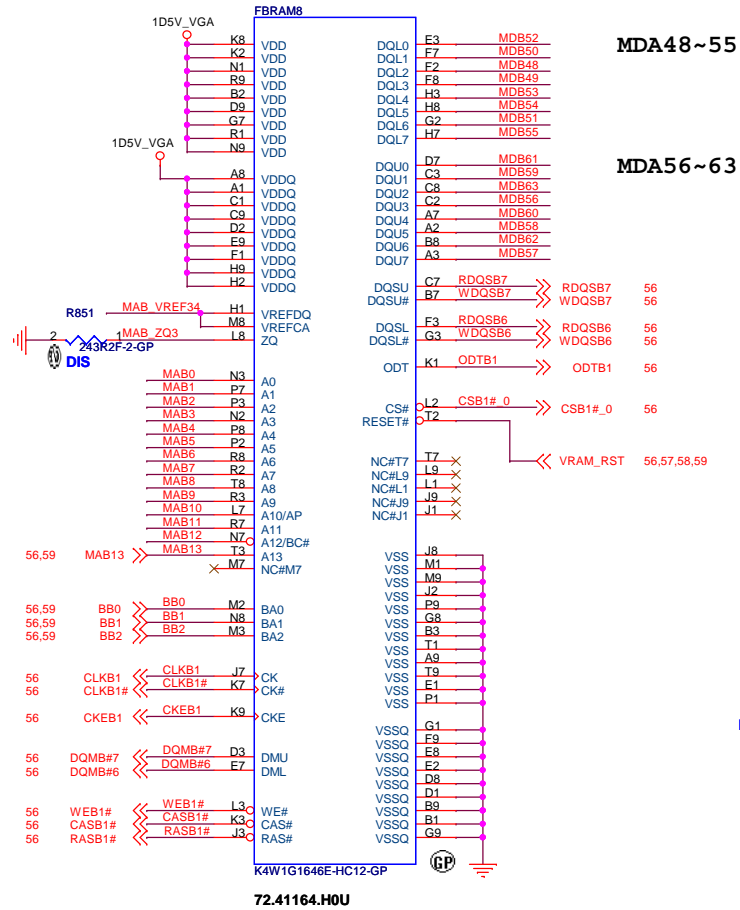 FBRAM8
1D5V_VGA
K8 VDD
K2 VDD
N1 VDD
R9 VDD
B2 VDD
D9 VDD
G7 VDD
R1 VDD
N9 VDD
1D5V_VGA
A8 VDDQ
A1 VDDQ
C1 VDDQ
C9 VDDQ
D2 VDDQ
E9 VDDQ
F1 VDDQ
H9 VDDQ
H2 VDDQ
MAB_VREF34 H1 VREFDQ
M8 VREFCA
R851
2 1 MAB_ZQ3 L8 ZQ
243R2F-2-GP
DIS
MAB0 N3 A0
MAB1 P7 A1
MAB2 P3 A2
MAB3 N2 A3
MAB4 P8 A4
MAB5 P2 A5
MAB6 R8 A6
MAB7 R2 A7
MAB8 T8 A8
MAB9 R3 A9
MAB10 L7 A10/AP
MAB11 R7 A11
MAB12 N7 A12/BC#
56,59 MAB13 MAB13 T3 A13
M7 NC#M7
56,59 BB0 BB0 M2 BA0
56,59 BB1 BB1 N8 BA1
56,59 BB2 BB2 M3 BA2
56 CLKB1 CLKB1 J7 CK
56 CLKB1# CLKB1# K7 CK#
56 CKEB1 CKEB1 K9 CKE
56 DQMB#7 DQMB#7 D3 DMU
56 DQMB#6 DQMB#6 E7 DML
56 WEB1# WEB1# L3 WE#
56 CASB1# CASB1# K3 CAS#
56 RASB1# RASB1# J3 RAS#
DQL0 E3 MDB52
DQL1 F7 MDB50
DQL2 F2 MDB48
DQL3 F8 MDB49
DQL4 H3 MDB53
DQL5 H8 MDB54
DQL6 G2 MDB51
DQL7 H7 MDB55
MDA48~55
DQU0 D7 MDB61
DQU1 C3 MDB59
DQU2 C8 MDB63
DQU3 C2 MDB56
DQU4 A7 MDB60
DQU5 A2 MDB58
DQU6 B8 MDB62
DQU7 A3 MDB57
MDA56~63
DQSU C7 RDQSB7 RDQSB7 56
DQSU# B7 WDQSB7 WDQSB7 56
DQSL F3 RDQSB6 RDQSB6 56
DQSL# G3 WDQSB6 WDQSB6 56
ODT K1 ODTB1 ODTB1 56
CS# L2 CSB1#_0 CSB1#_0 56
RESET# T2
VRAM_RST 56,57,58,59
NC#T7 T7
NC#L9 L9
NC#L1 L1
NC#J9 J9
NC#J1 J1
VSS J8
VSS M1
VSS M9
VSS J2
VSS P9
VSS G8
VSS B3
VSS T1
VSS A9
VSS T9
VSS E1
VSS P1
VSSQ G1
VSSQ F9
VSSQ E8
VSSQ E2
VSSQ D8
VSSQ D1
VSSQ B9
VSSQ B1
VSSQ G9
GP
K4W1G1646E-HC12-GP
72.41164.H0U